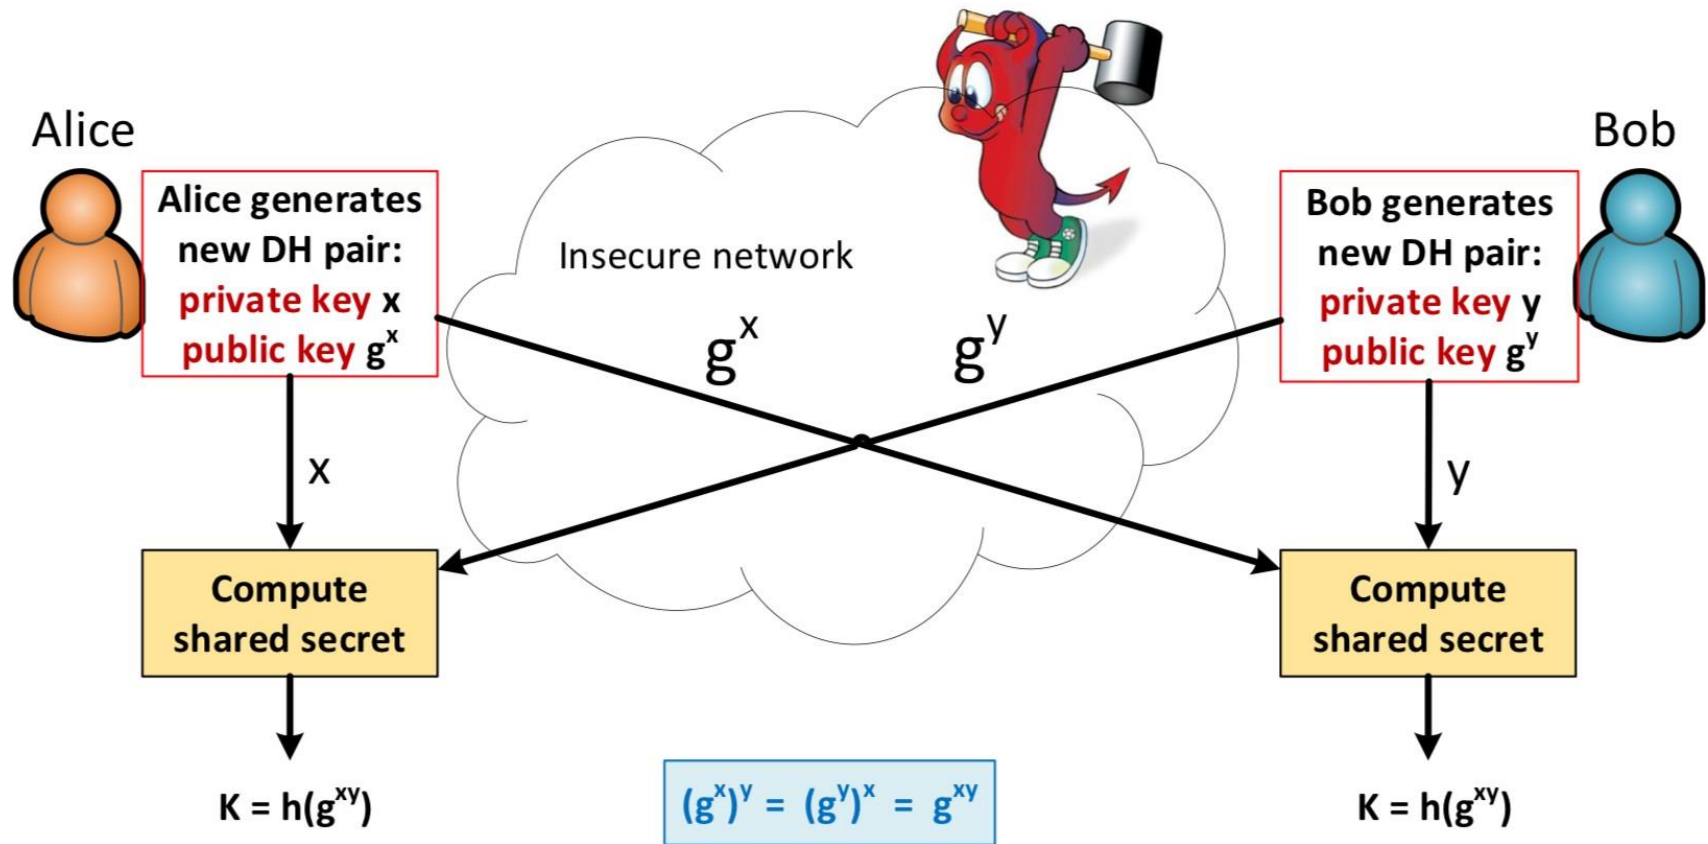 Alice
Bob
Alice generates
new DH pair:
private key x
public key gˣ
Insecure network
Bob generates
new DH pair:
private key y
public key gʸ
gˣ
gʸ
x
y
Compute
shared secret
Compute
shared secret
K = h(gˣʸ)
(gˣ)ʸ = (gʸ)ˣ = gˣʸ
K = h(gˣʸ)